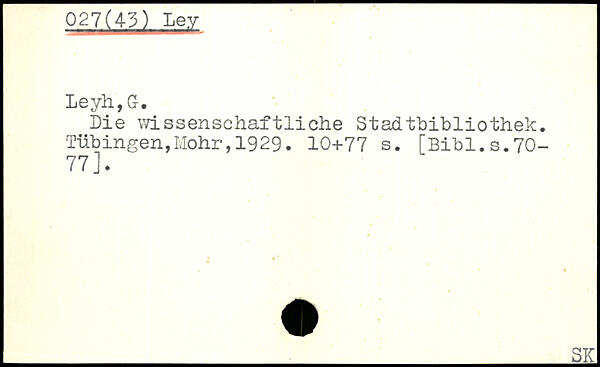 027(43) Ley
Leyh,G.
Die wissenschaftliche Stadtbibliothek.
Tübingen,Mohr,1929. 10+77 s. [Bibl.s.70-
77].
SK